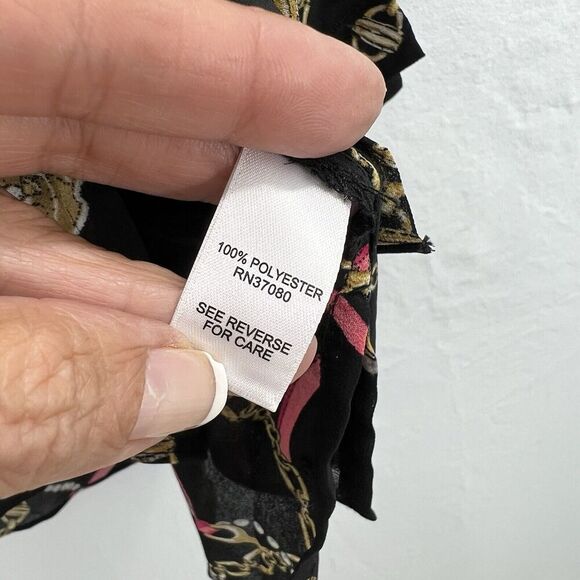 100% POLYESTER
RN37080
SEE REVERSE
FOR CARE